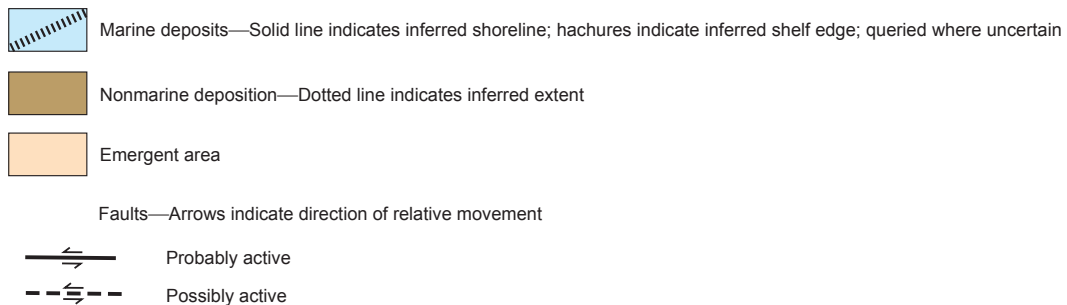 Marine deposits—Solid line indicates inferred shoreline; hachures indicate inferred shelf edge; queried where uncertain
Nonmarine deposition—Dotted line indicates inferred extent
Emergent area
Faults—Arrows indicate direction of relative movement
Probably active
Possibly active